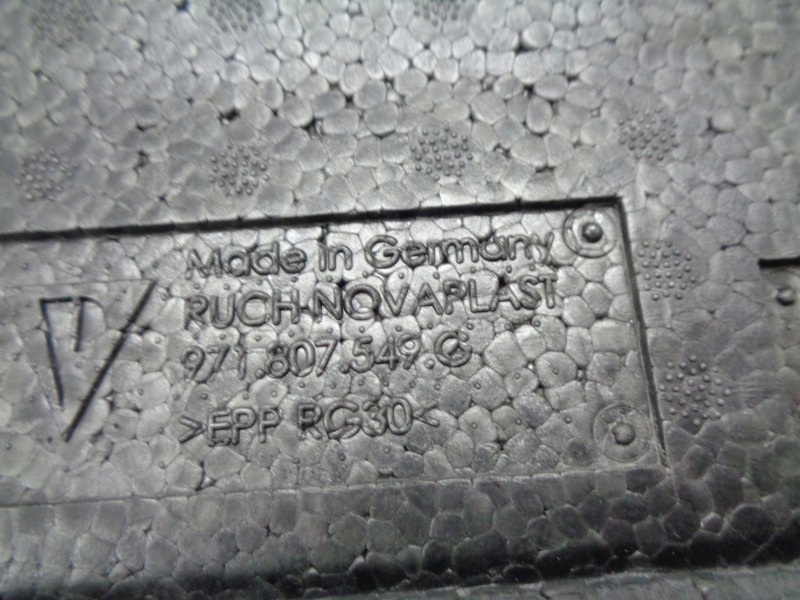 Made in Germany
RUCH-NOVAPLAST
971.807.549.G
>EPP RG30<